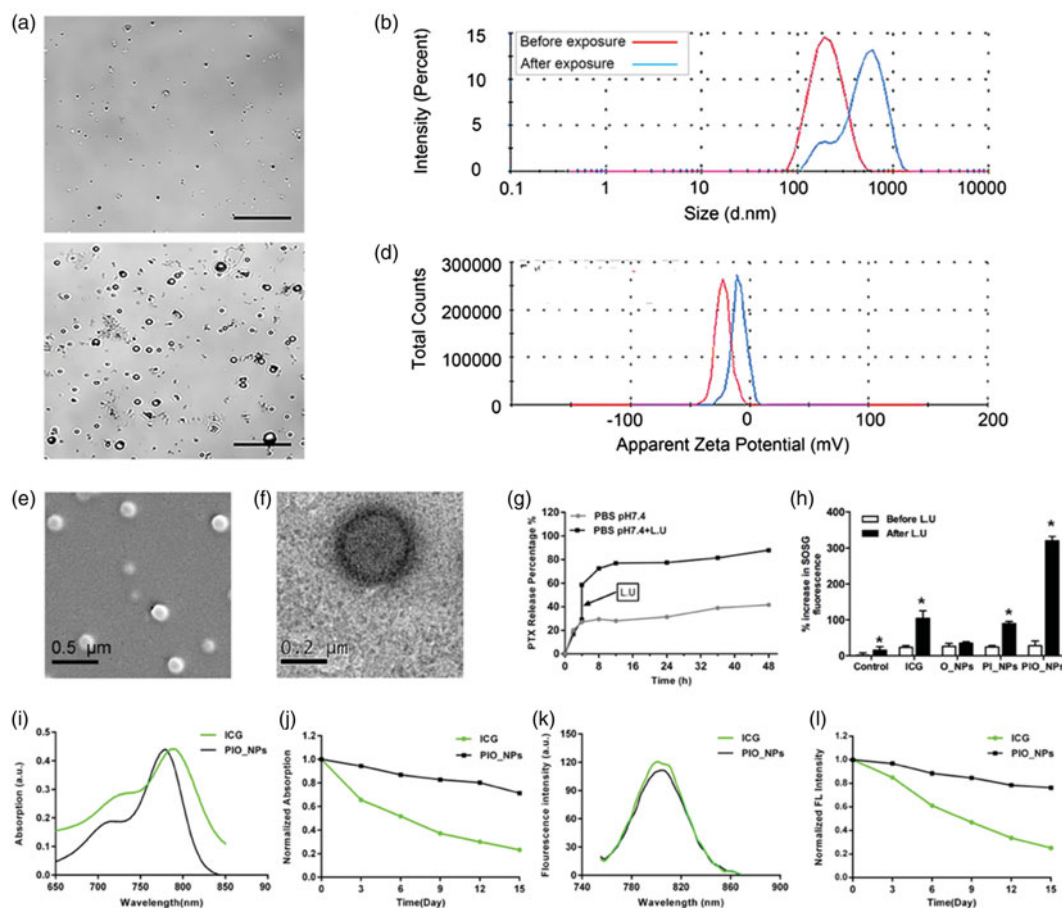 (a)
(b)
Before exposure
After exposure
Intensity (Percent)
15
10
5
0
0.1
1
10
100
1000
10000
Size (d.nm)
(d)
Total Counts
300000
200000
100000
0
-100
0
100
200
Apparent Zeta Potential (mV)
(e)
0.5 µm
(f)
0.2 µm
(g)
PBS pH7.4
PBS pH7.4+L.U
PTX Release Percentage %
120
100
80
60
40
20
0
L.U
0
8
16
24
32
40
48
Time (h)
(h)
Before L.U
After L.U
% increase in SOSG
fluorescence
400
300
200
100
0
*
*
*
*
Control
ICG
O_NPs
PI_NPs
PIO_NPs
(i)
ICG
PIO_NPs
Absorption (a.u.)
0.5
0.4
0.3
0.2
0.1
0.0
650
700
750
800
850
90
Wavelength(nm)
(j)
ICG
PIO_NPs
Normalized Absorption
1.2
1.0
0.8
0.6
0.4
0.2
0.0
0
3
6
9
12
15
Time(Day)
(k)
ICG
PIO_NPs
Flourescence intensity (a.u.)
150
120
90
60
30
0
740
780
820
860
900
Wavelength (nm)
(l)
ICG
PIO_NPs
Normalized FL Intensity
1.2
1.0
0.8
0.6
0.4
0.2
0.0
0
3
6
9
12
15
Time(Day)